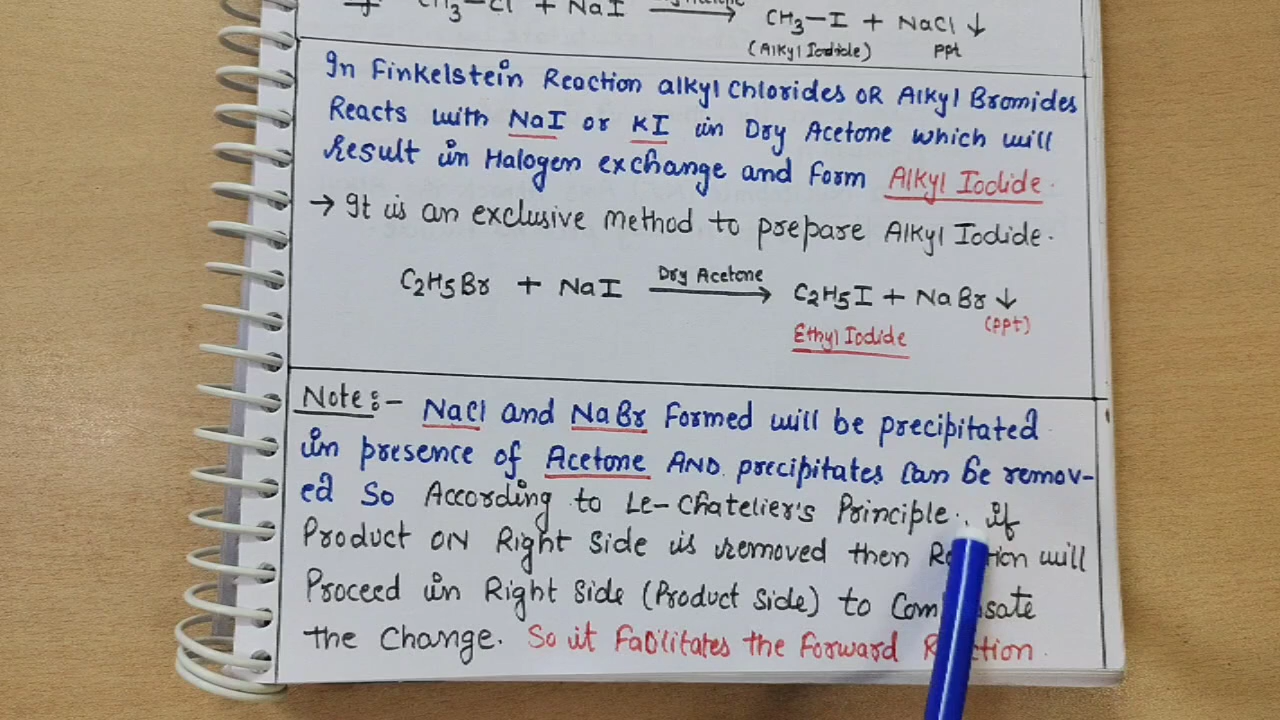 CH3-Cl + NaI → CH3-I + NaCl ↓
(Alkyl Iodide) ppt
In Finkelstein Reaction alkyl Chlorides OR Alkyl Bromides
Reacts with NaI or KI in Dry Acetone which will
Result in Halogen exchange and form Alkyl Iodide.
→ It is an exclusive method to prepare Alkyl Iodide.
Dry Acetone
C2H5Br + NaI → C2H5I + NaBr ↓
Ethyl Iodide (ppt)
Note:- NaCl and NaBr Formed will be precipitated
in presence of Acetone AND precipitates can be remov-
ed So According to Le-Chatelier's Principle. If
Product ON Right Side is removed then will
Proceed in Right Side (Product Side) to
the Change. So it Facilitates the Forward